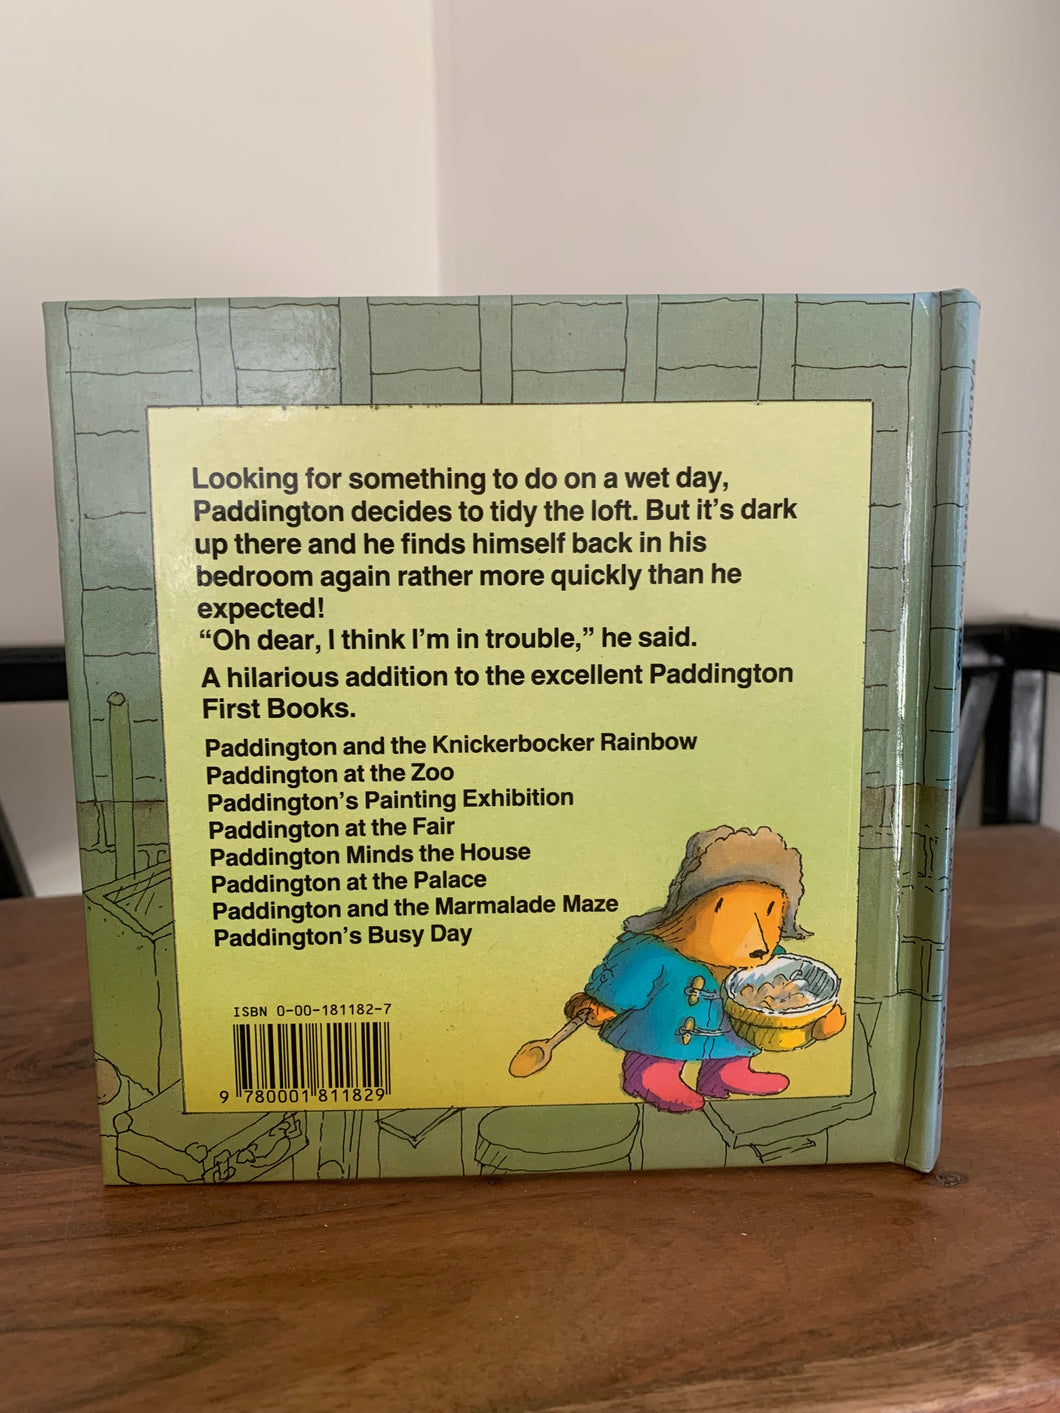 Looking for something to do on a wet day,
Paddington decides to tidy the loft. But it's dark
up there and he finds himself back in his
bedroom again rather more quickly than he
expected!
“Oh dear, I think I'm in trouble,” he said.
A hilarious addition to the excellent Paddington
First Books.
Paddington and the Knickerbocker Rainbow
Paddington at the Zoo
Paddington's Painting Exhibition
Paddington at the Fair
Paddington Minds the House
Paddington at the Palace
Paddington and the Marmalade Maze
Paddington's Busy Day
ISBN 0-00-181182-7
9 780001 811829